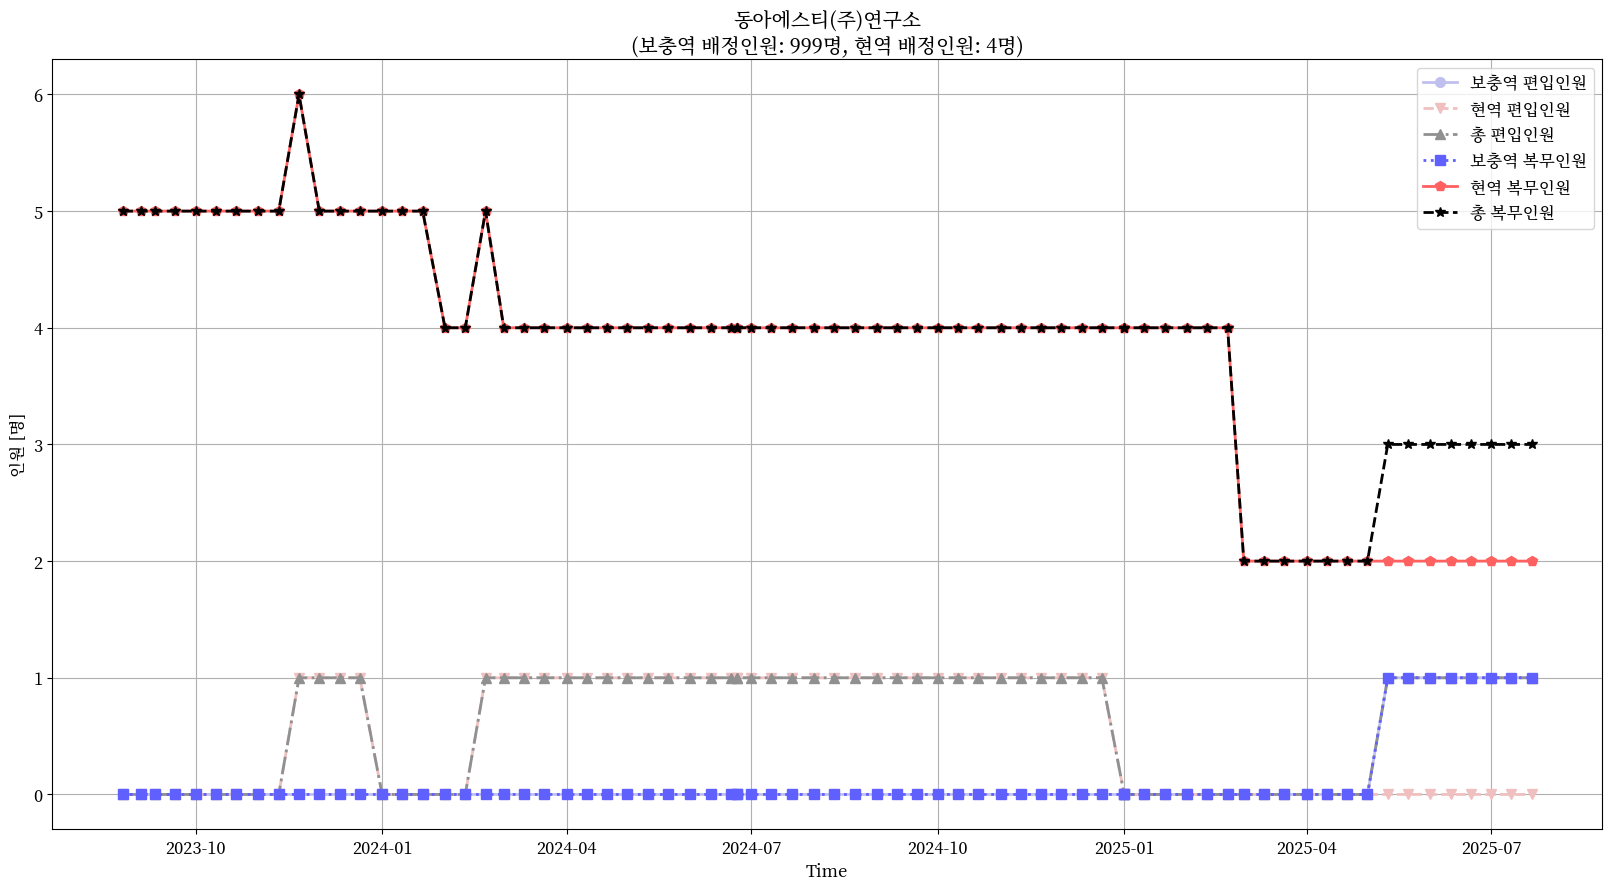 동아에스티(주)연구소
(보충역 배정인원: 999명, 현역 배정인원: 4명)
보충역 편입인원
현역 편입인원
총 편입인원
보충역 복무인원
현역 복무인원
총 복무인원
인원 [명]
6
5
4
3
2
1
0
2023-10
2024-01
2024-04
2024-07
2024-10
2025-01
2025-04
2025-07
Time